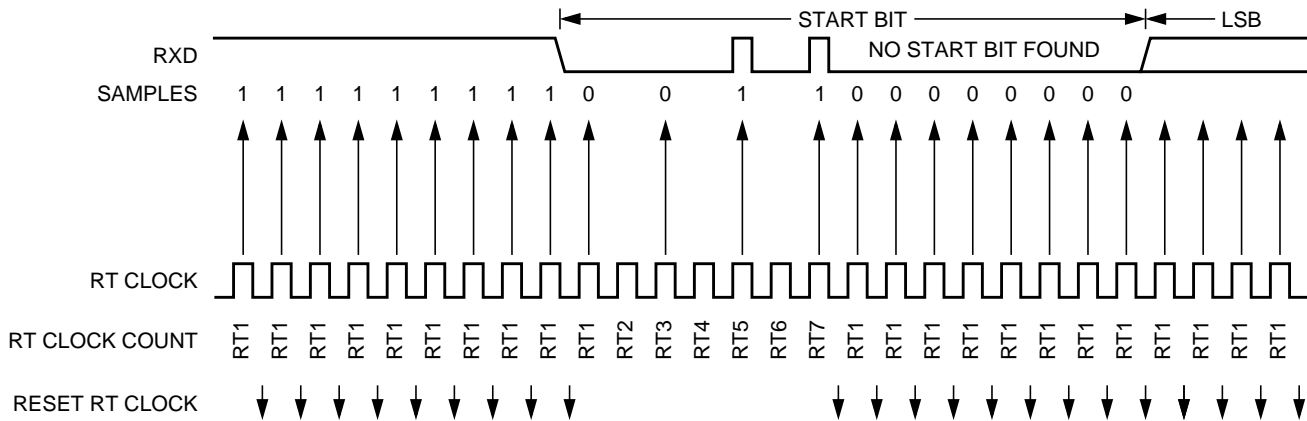 START BIT
LSB
RXD
NO START BIT FOUND
SAMPLES 1 1 1 1 1 1 1 1 1 0 0 1 1 0 0 0 0 0 0 0 0
RT CLOCK
RT CLOCK COUNT RT1 RT1 RT1 RT1 RT1 RT1 RT1 RT1 RT1 RT1 RT2 RT3 RT4 RT5 RT6 RT7 RT1 RT1 RT1 RT1 RT1 RT1 RT1 RT1 RT1 RT1 RT1 RT1
RESET RT CLOCK